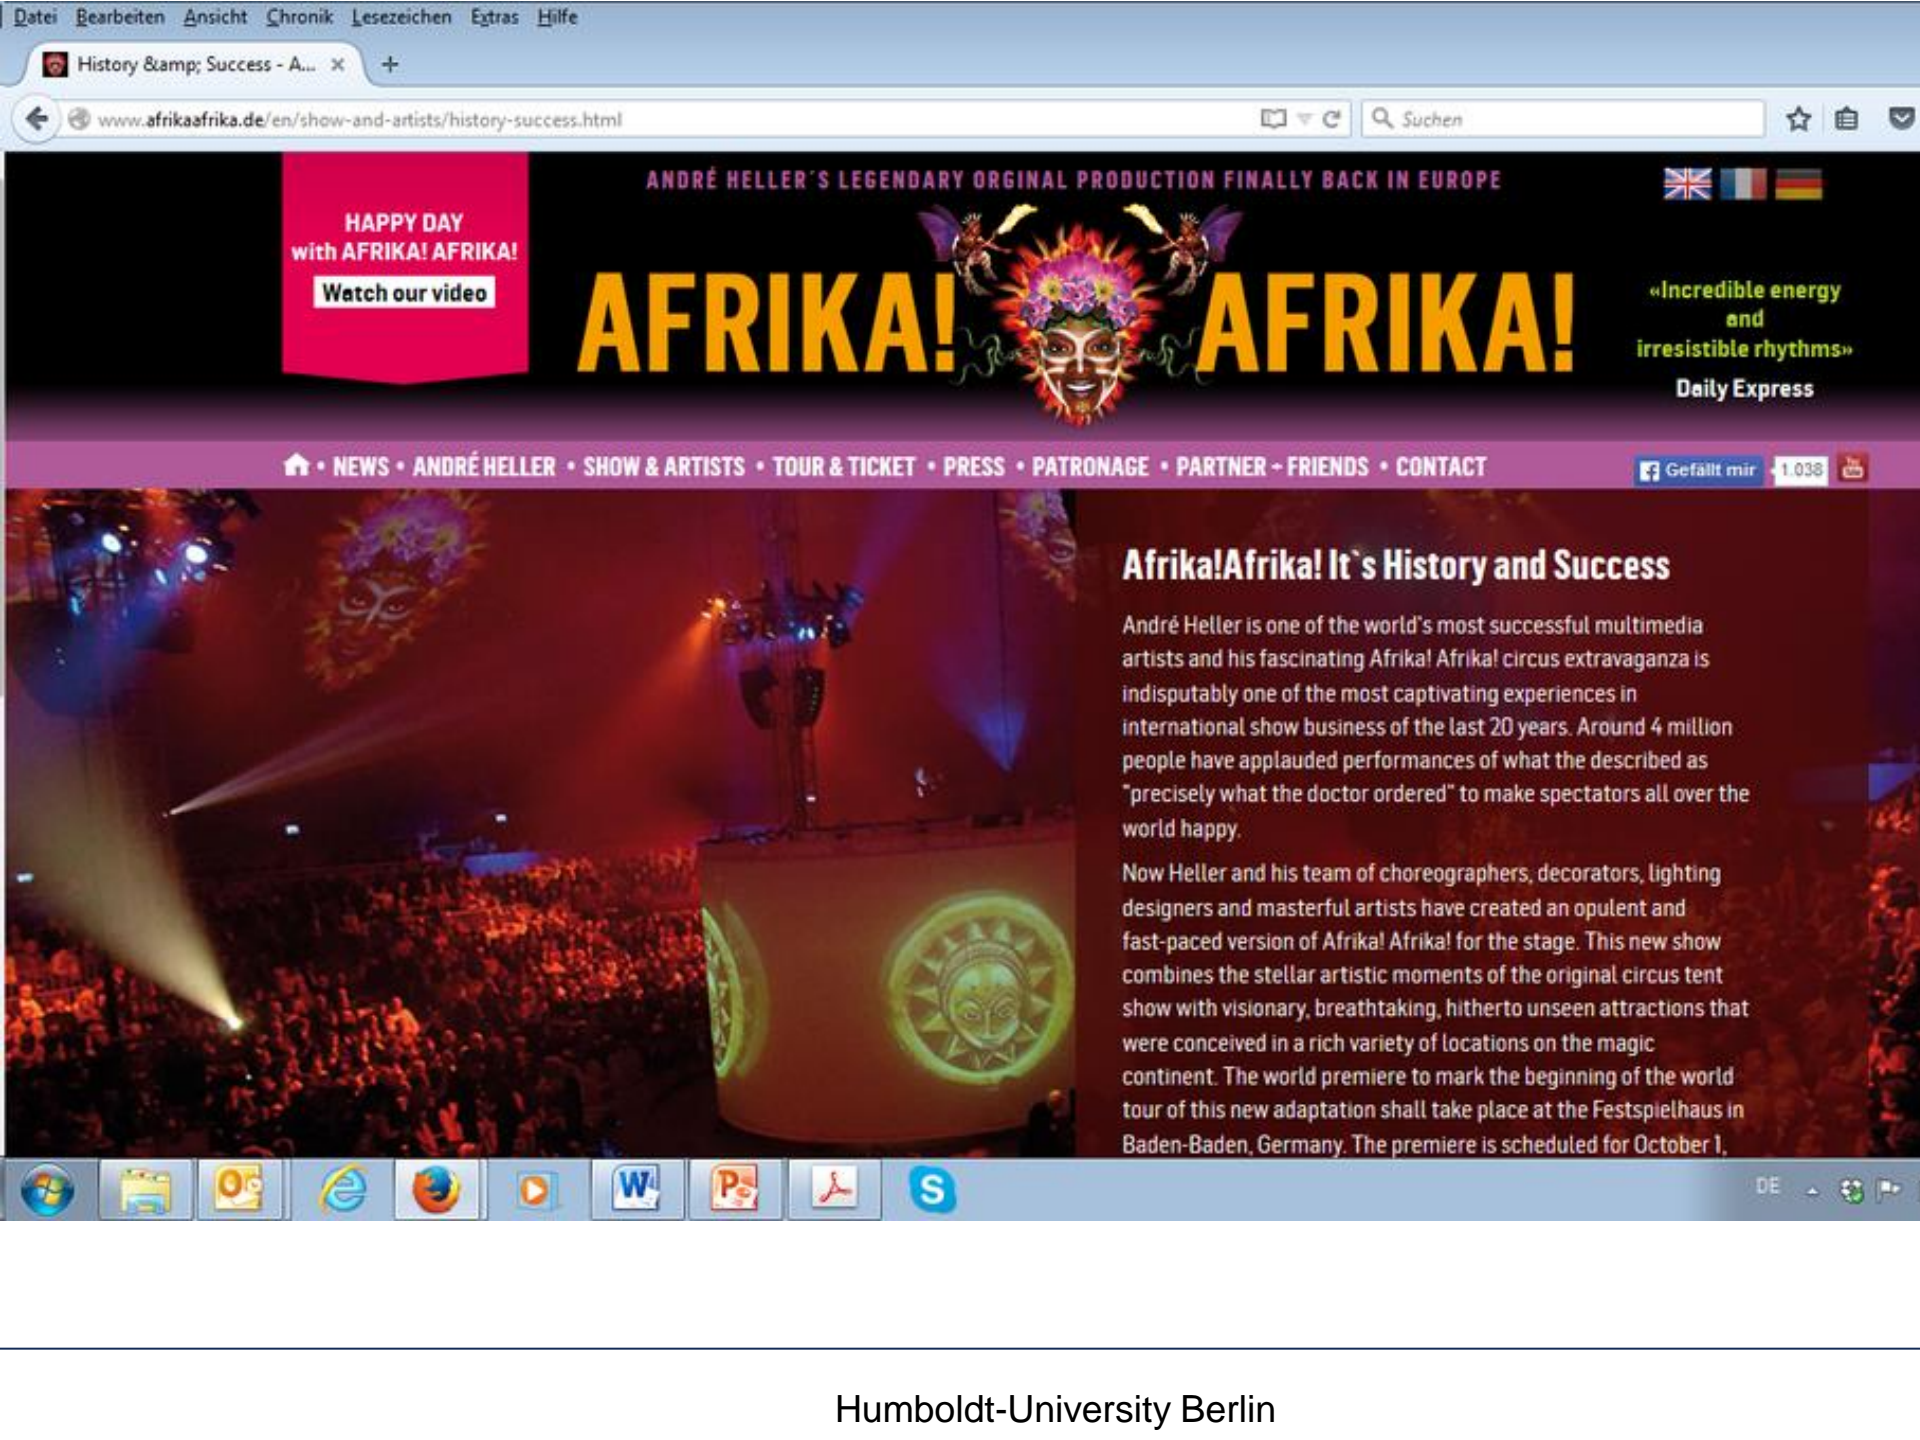 Datei Bearbeiten Ansicht Chronik Lesezeichen Extras Hilfe
History &amp; Success - A...
www.afrikaafrika.de/en/show-and-artists/history-success.html
Suchen
ANDRÉ HELLER´S LEGENDARY ORGINAL PRODUCTION FINALLY BACK IN EUROPE
HAPPY DAY
with AFRIKA! AFRIKA!
Watch our video
AFRIKA! AFRIKA!
«Incredible energy
and
irresistible rhythms»
Daily Express
• NEWS • ANDRÉ HELLER • SHOW & ARTISTS • TOUR & TICKET • PRESS • PATRONAGE • PARTNER - FRIENDS • CONTACT
Gefällt mir 1.038
Afrika!Afrika! It`s History and Success
André Heller is one of the world's most successful multimedia
artists and his fascinating Afrika! Afrika! circus extravaganza is
indisputably one of the most captivating experiences in
international show business of the last 20 years. Around 4 million
people have applauded performances of what the described as
"precisely what the doctor ordered" to make spectators all over the
world happy.
Now Heller and his team of choreographers, decorators, lighting
designers and masterful artists have created an opulent and
fast-paced version of Afrika! Afrika! for the stage. This new show
combines the stellar artistic moments of the original circus tent
show with visionary, breathtaking, hitherto unseen attractions that
were conceived in a rich variety of locations on the magic
continent. The world premiere to mark the beginning of the world
tour of this new adaptation shall take place at the Festspielhaus in
Baden-Baden, Germany. The premiere is scheduled for October 1,
DE
Humboldt-University Berlin